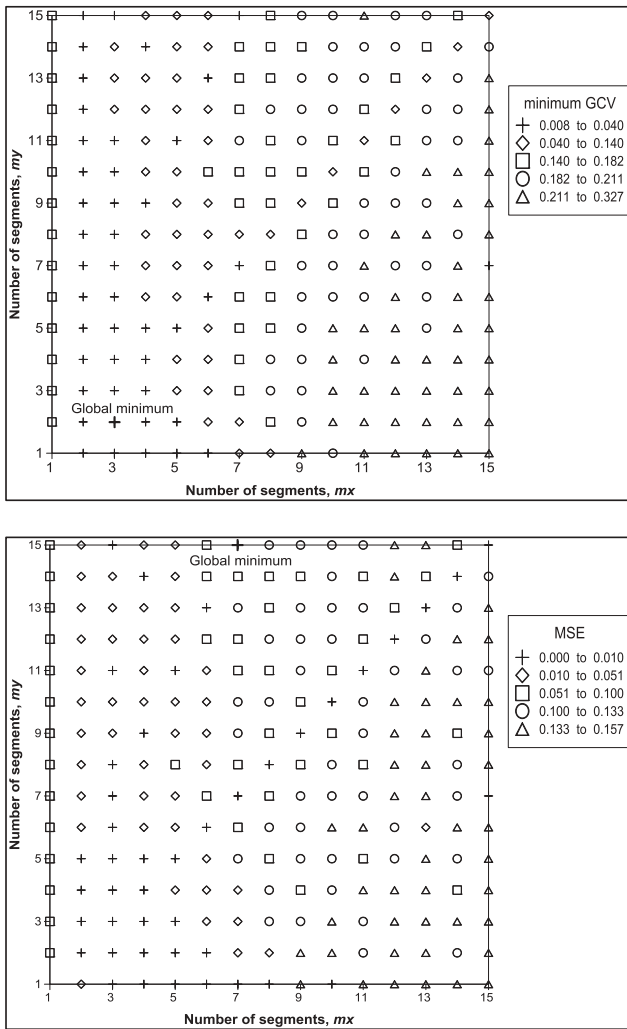 15
13
11
9
7
5
3
1
Number of segments, my
Global minimum
1 3 5 7 9 11 13 15
Number of segments, mx
minimum GCV
0.008 to 0.040
0.040 to 0.140
0.140 to 0.182
0.182 to 0.211
0.211 to 0.327
15
13
11
9
7
5
3
1
Number of segments, my
Global minimum
1 3 5 7 9 11 13 15
Number of segments, mx
MSE
0.000 to 0.010
0.010 to 0.051
0.051 to 0.100
0.100 to 0.133
0.133 to 0.157